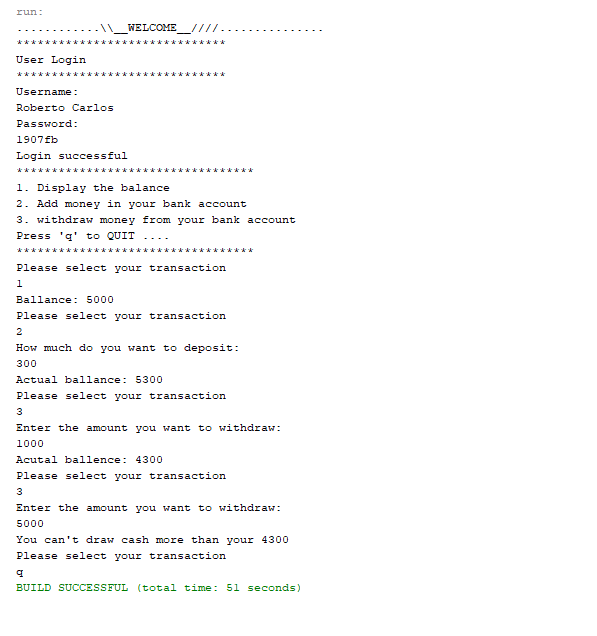 run:
............\\__WELCOME__////...............
******************************
User Login
******************************
Username:
Roberto Carlos
Password:
1907fb
Login successful
**********************************
1. Display the balance
2. Add money in your bank account
3. withdraw money from your bank account
Press 'q' to QUIT ....
**********************************
Please select your transaction
1
Ballance: 5000
Please select your transaction
2
How much do you want to deposit:
300
Actual ballance: 5300
Please select your transaction
3
Enter the amount you want to withdraw:
1000
Acutal ballence: 4300
Please select your transaction
3
Enter the amount you want to withdraw:
5000
You can't draw cash more than your 4300
Please select your transaction
q
BUILD SUCCESSFUL (total time: 51 seconds)